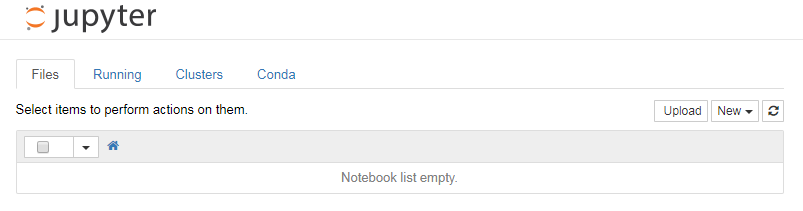 jupyter
Files Running Clusters Conda
Select items to perform actions on them. Upload New
Notebook list empty.